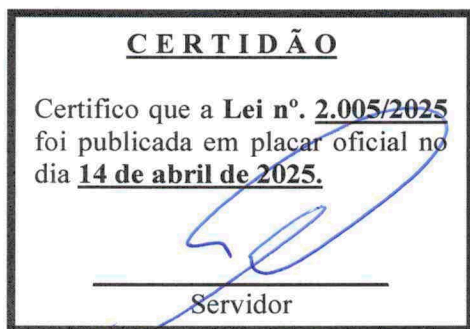 CERTIDÃO
Certifico que a Lei nº. 2.005/2025
foi publicada em placar oficial no
dia 14 de abril de 2025.
Servidor